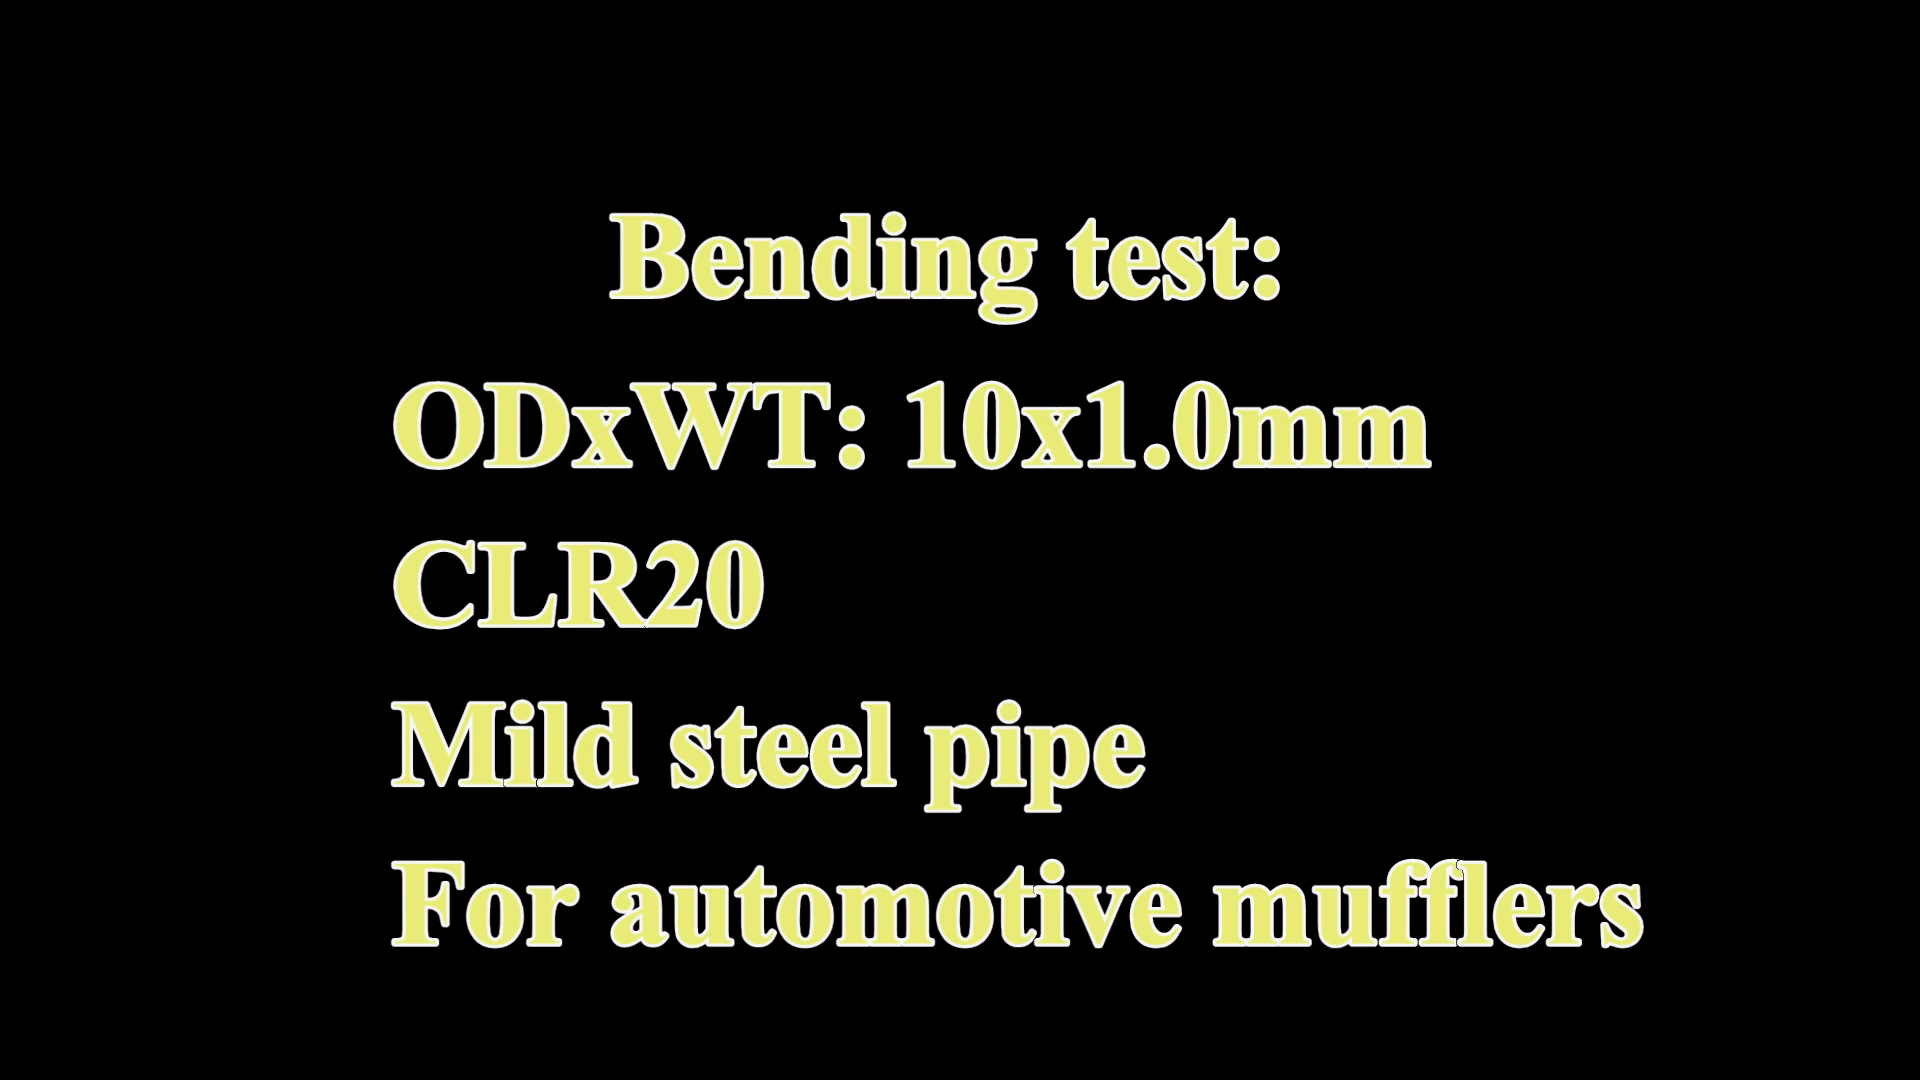 Bending test:
ODxWT: 10x1.0mm
CLR20
Mild steel pipe
For automotive mufflers